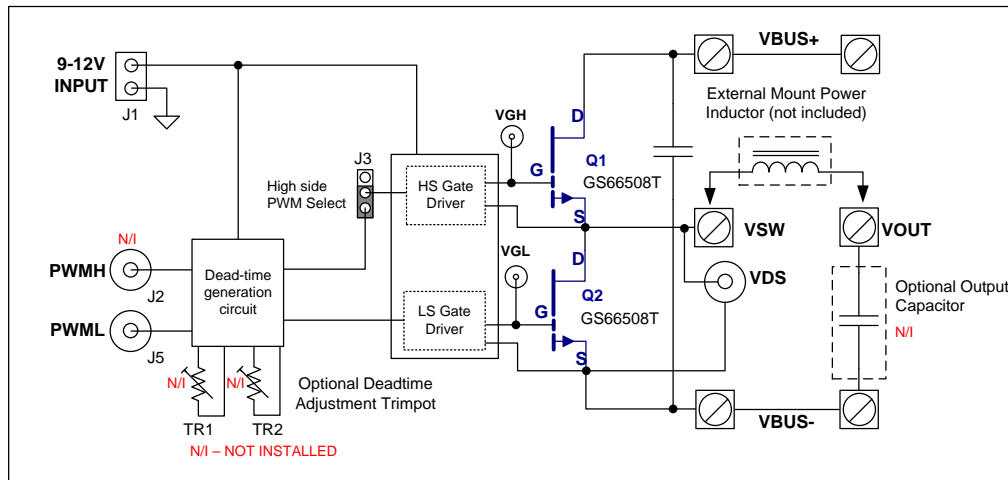 9-12V
INPUT
J1
VBUS+
External Mount Power
Inductor (not included)
VGH
D
J3
Q1
G
GS66508T
High side
PWM Select
HS Gate
Driver
S
VSW
VOUT
N/I
PWMH
J2
Dead-time
generation
circuit
VGL
D
VDS
Q2
G
GS66508T
Optional Output
Capacitor
N/I
PWML
J5
LS Gate
Driver
S
N/I
N/I
Optional Deadtime
Adjustment Trimpot
VBUS-
TR1
TR2
N/I – NOT INSTALLED